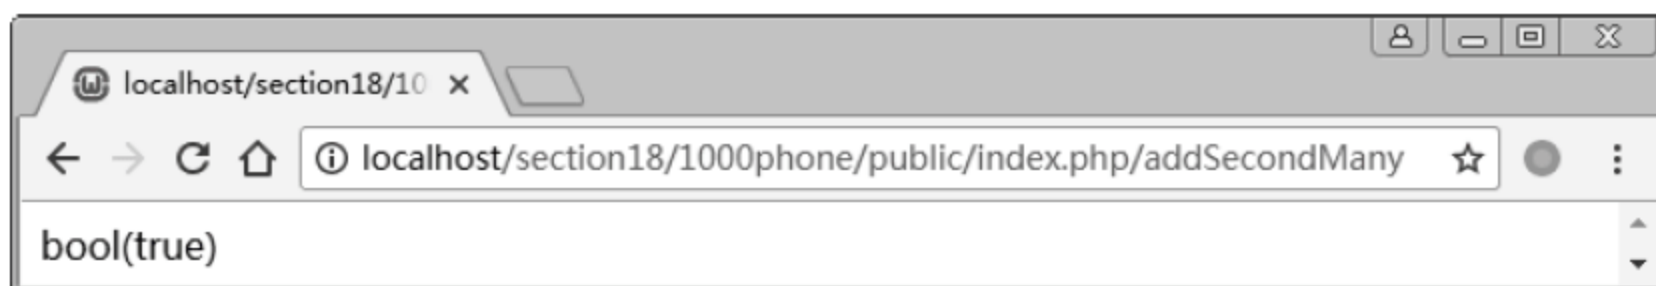 localhost/section18/10
localhost/section18/1000phone/public/index.php/addSecondMany
bool(true)